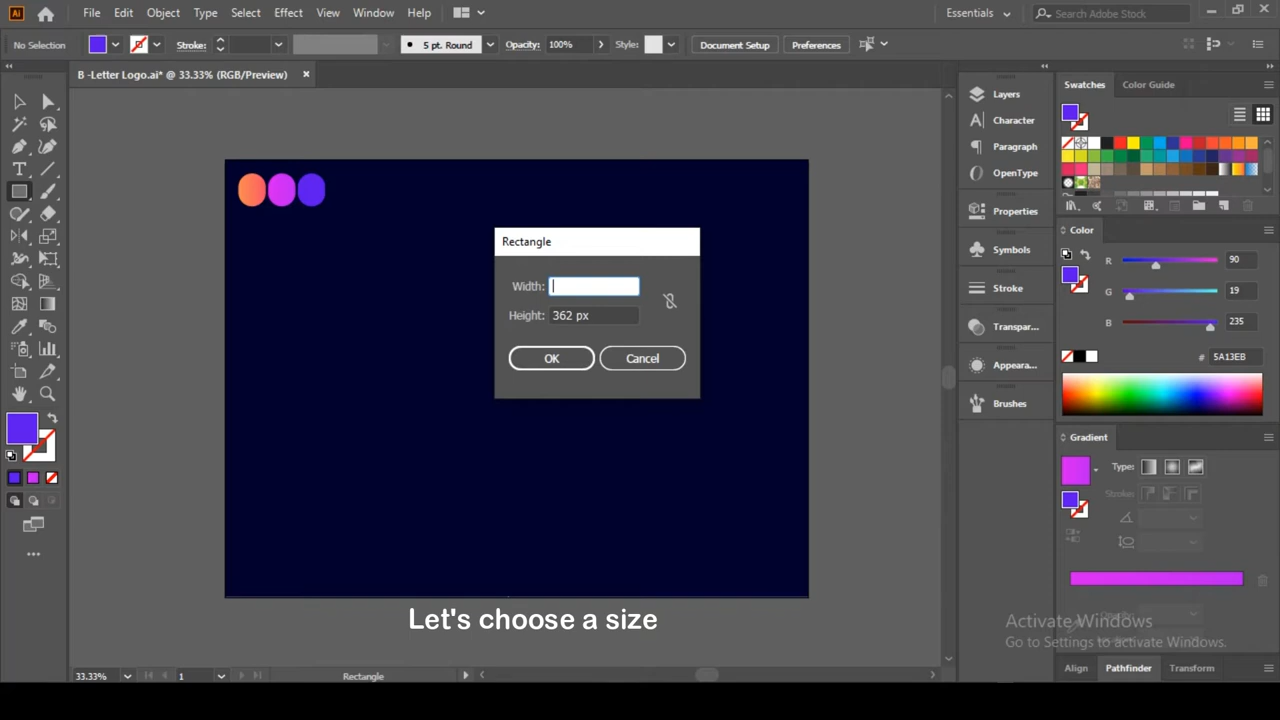 Ai File Edit Object Type Select Effect View Window Help Essentials Search Adobe Stock
No Selection Stroke: 5 pt. Round Opacity: 100% Style: Document Setup Preferences
B -Letter Logo.ai* @ 33.33% (RGB/Preview)
Layers
Character
Paragraph
OpenType
Properties
Symbols
Stroke
Transpar...
Appeara...
Brushes
Swatches Color Guide
Color
R 90
G 19
B 235
# 5A13EB
Gradient
Type:
Strokes:
Opacity:
Rectangle
Width:
Height: 362 px
OK Cancel
Let's choose a size
Activate Windows
Go to Settings to activate Windows.
33.33% 1 Rectangle
Align Pathfinder Transform